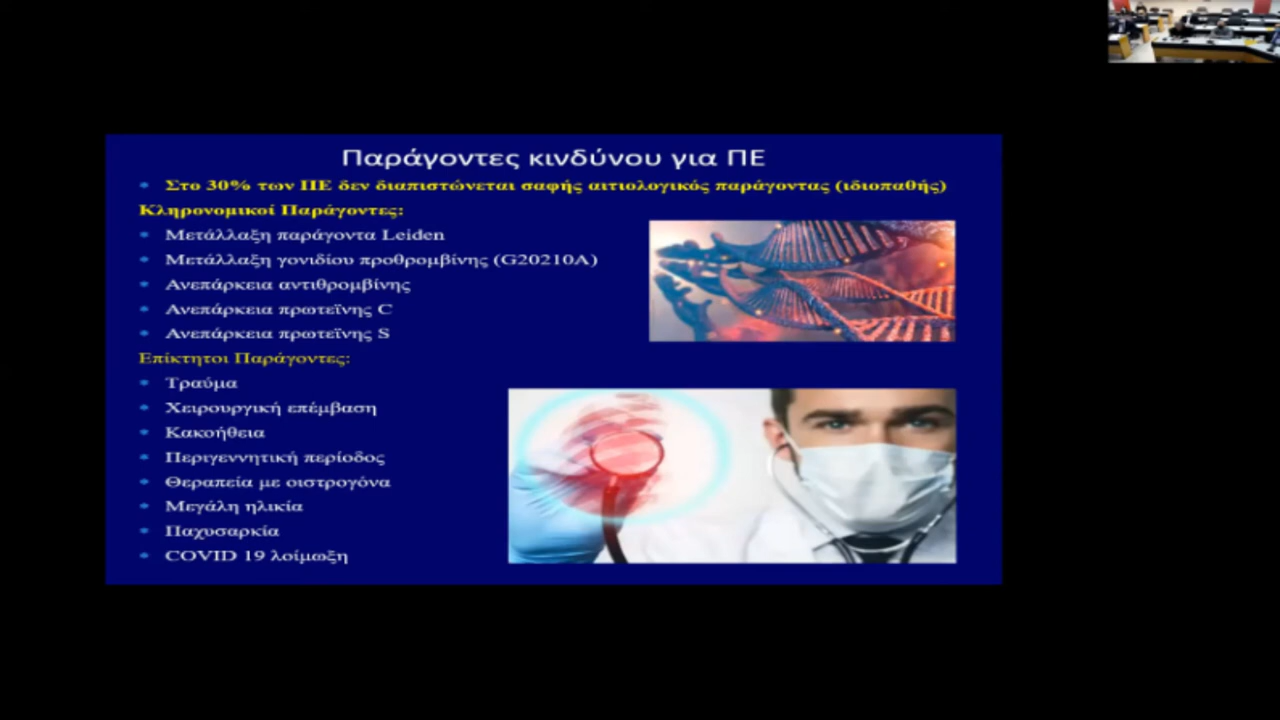 Παράγοντες κινδύνου για ΠΕ
Στο 30% των ΠΕ δεν διαπιστώνεται σαφής αιτιολογικός παράγοντας (ιδιοπαθής)
Κληρονομικοί Παράγοντες:
Μετάλλαξη παράγοντα Leiden
Μετάλλαξη γονιδίου προθρομβίνης (G20210A)
Ανεπάρκεια αντιθρομβίνης
Ανεπάρκεια πρωτεΐνης C
Ανεπάρκεια πρωτεΐνης S
Επίκτητοι Παράγοντες:
Τραύμα
Χειρουργική επέμβαση
Κακοήθεια
Περιγεννητική περίοδος
Θεραπεία με οιστρογόνα
Μεγάλη ηλικία
Παχυσαρκία
COVID 19 λοίμωξη